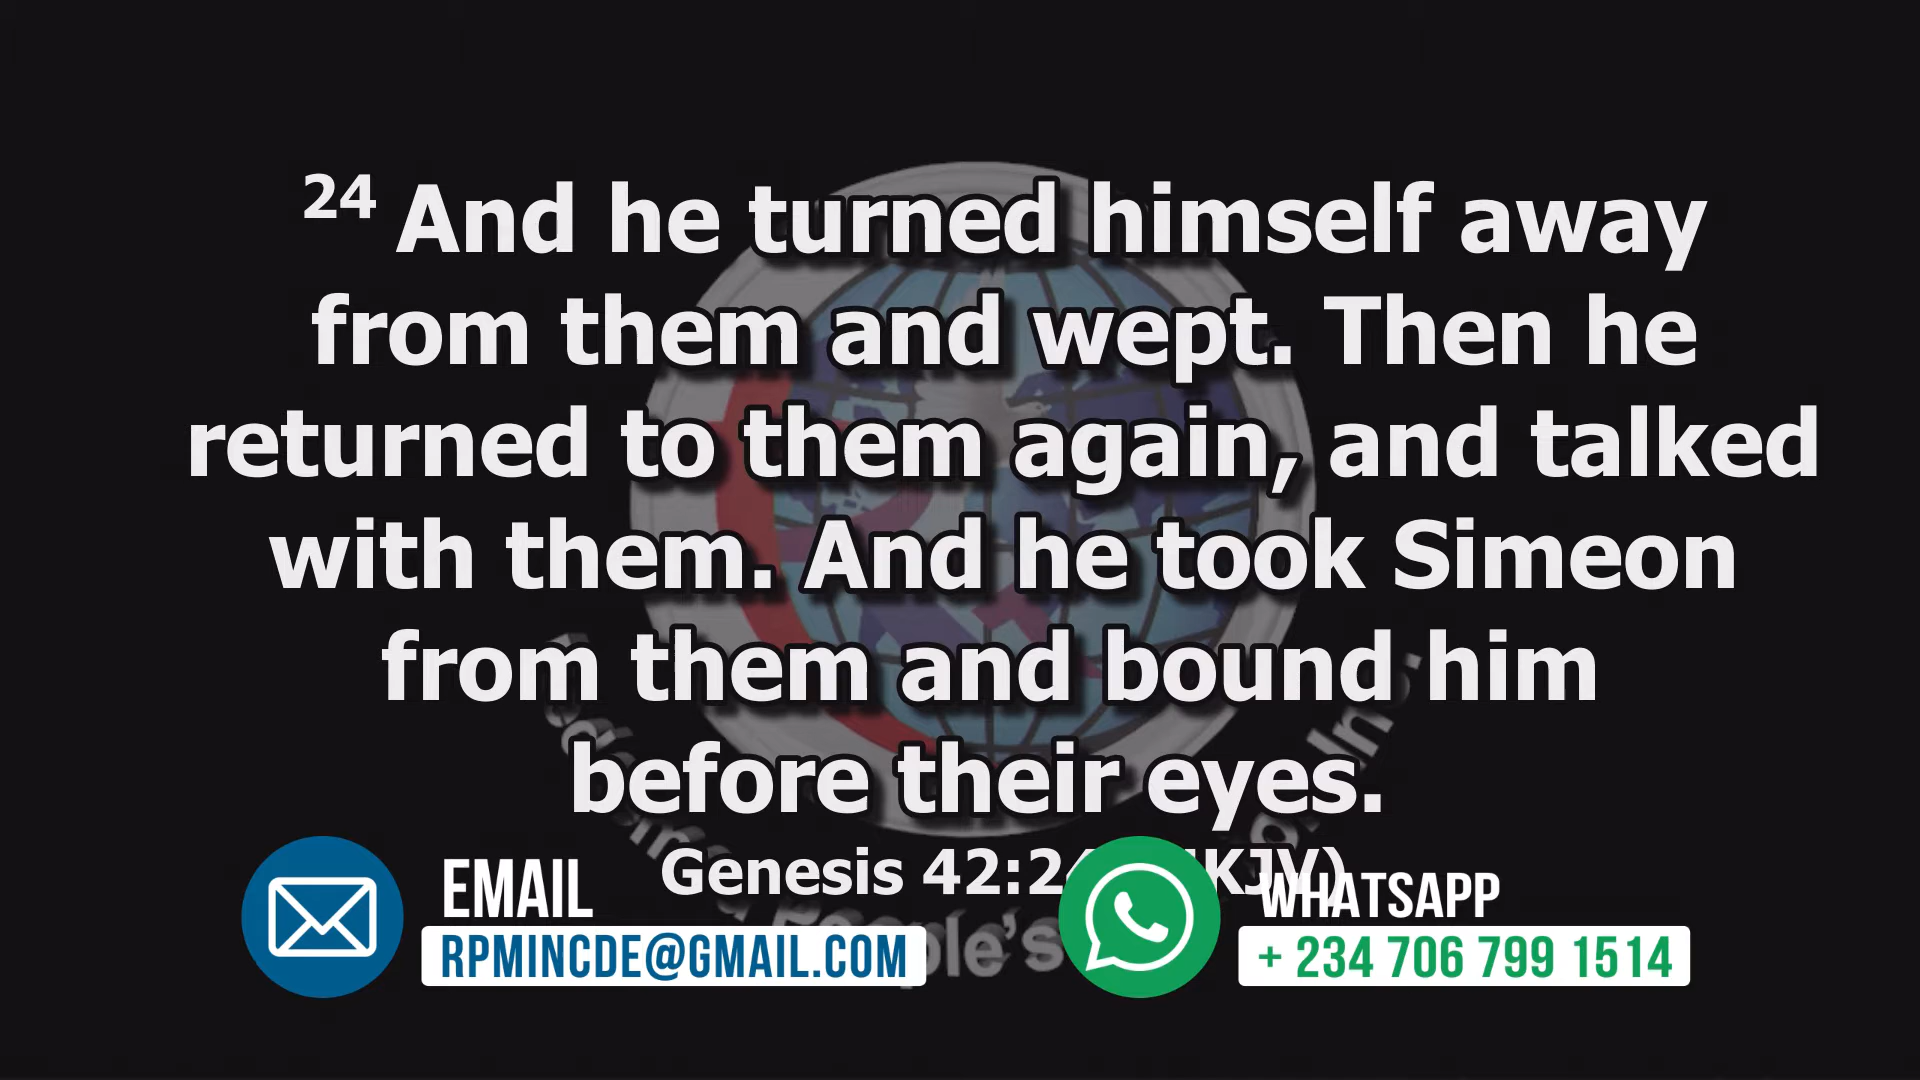 24 And he turned himself away
from them and wept. Then he
returned to them again, and talked
with them. And he took Simeon
from them and bound him
before their eyes.
Genesis 42:24 KJV)
EMAIL
RPMINCDE@GMAIL.COM
WHATSAPP
+ 234 706 799 1514